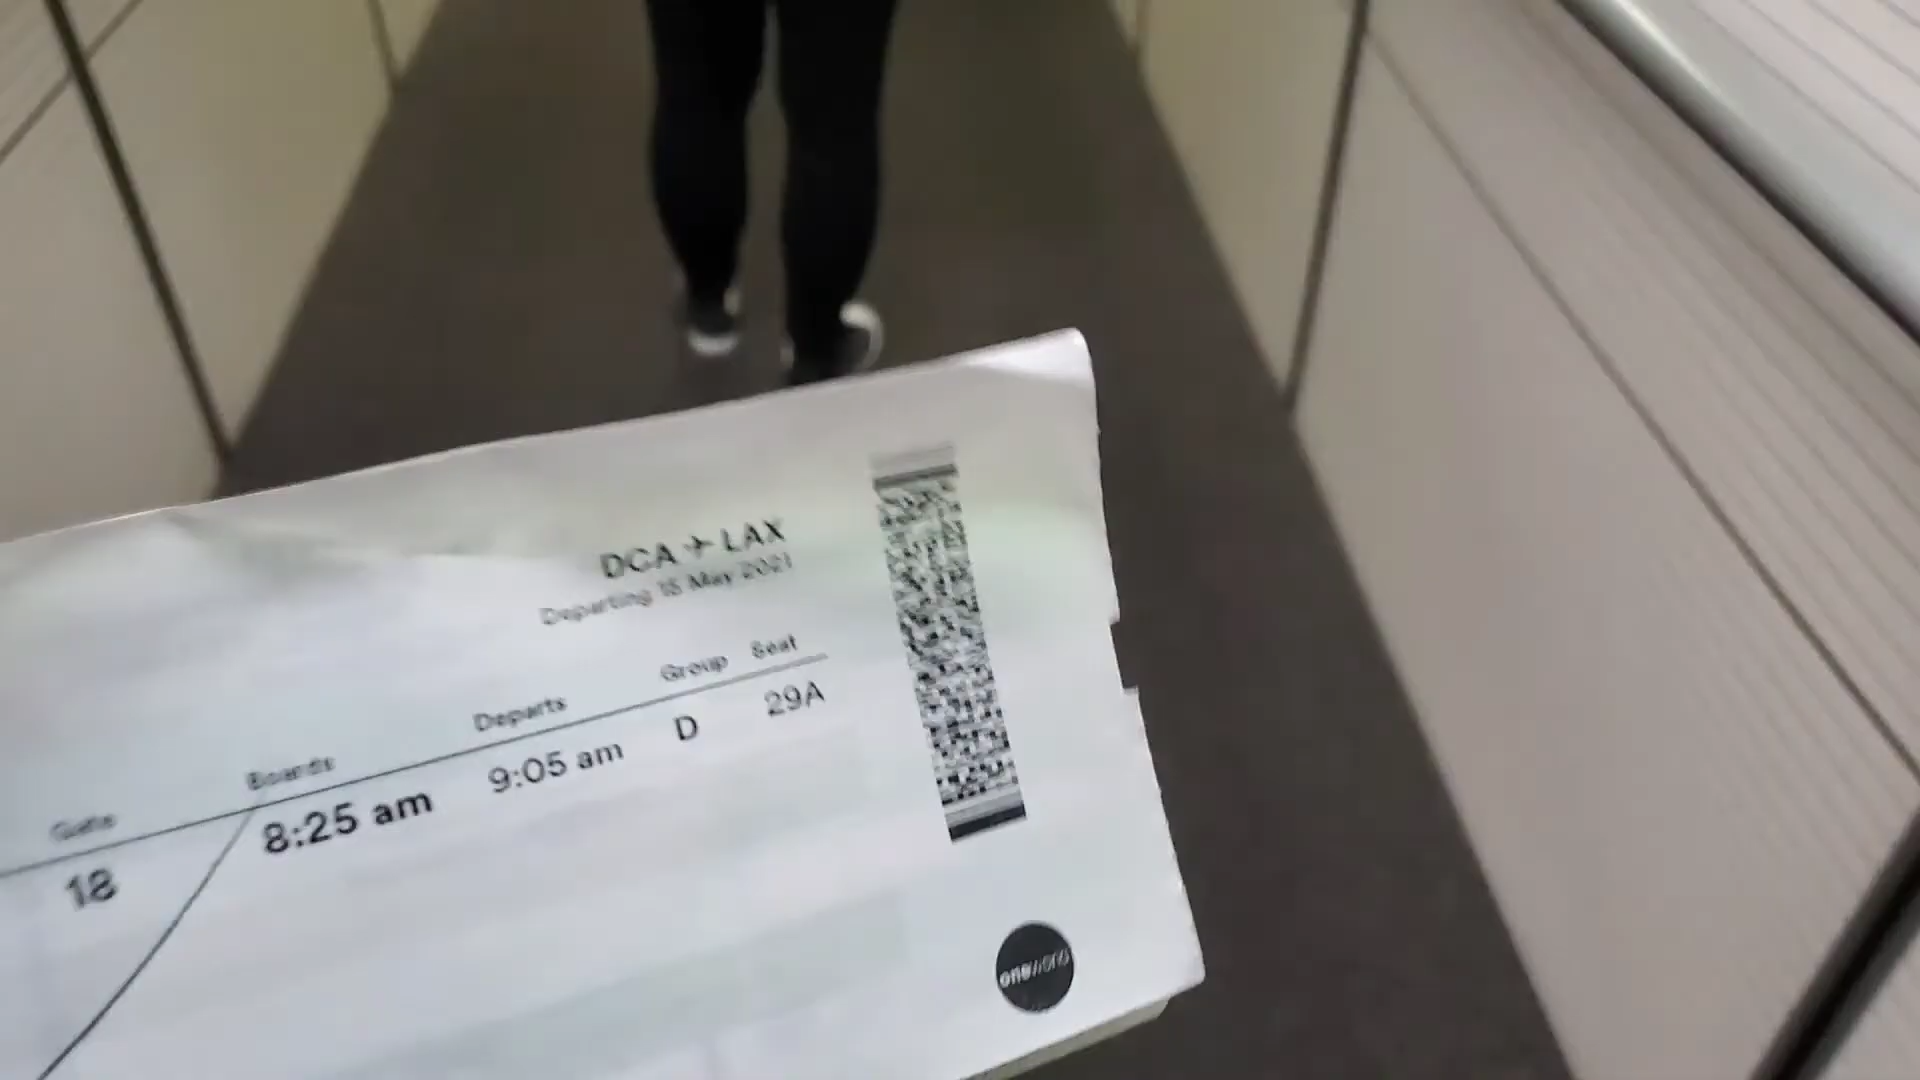 DCA ✈ LAX
Departing 15 May 2021
Gate Boards Departs Group Seat
18 8:25 am 9:05 am D 29A
oneworld